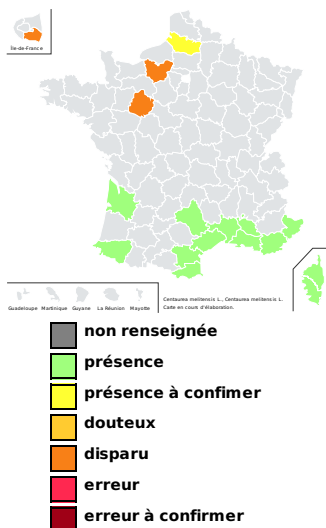 Île-de-France
Guadeloupe Martinique Guyane La Réunion Mayotte
Centaurea melitensis L., Centaurea melitensis L.
Carte en cours d'élaboration.
non renseignée
présence
présence à confimer
douteux
disparu
erreur
erreur à confirmer